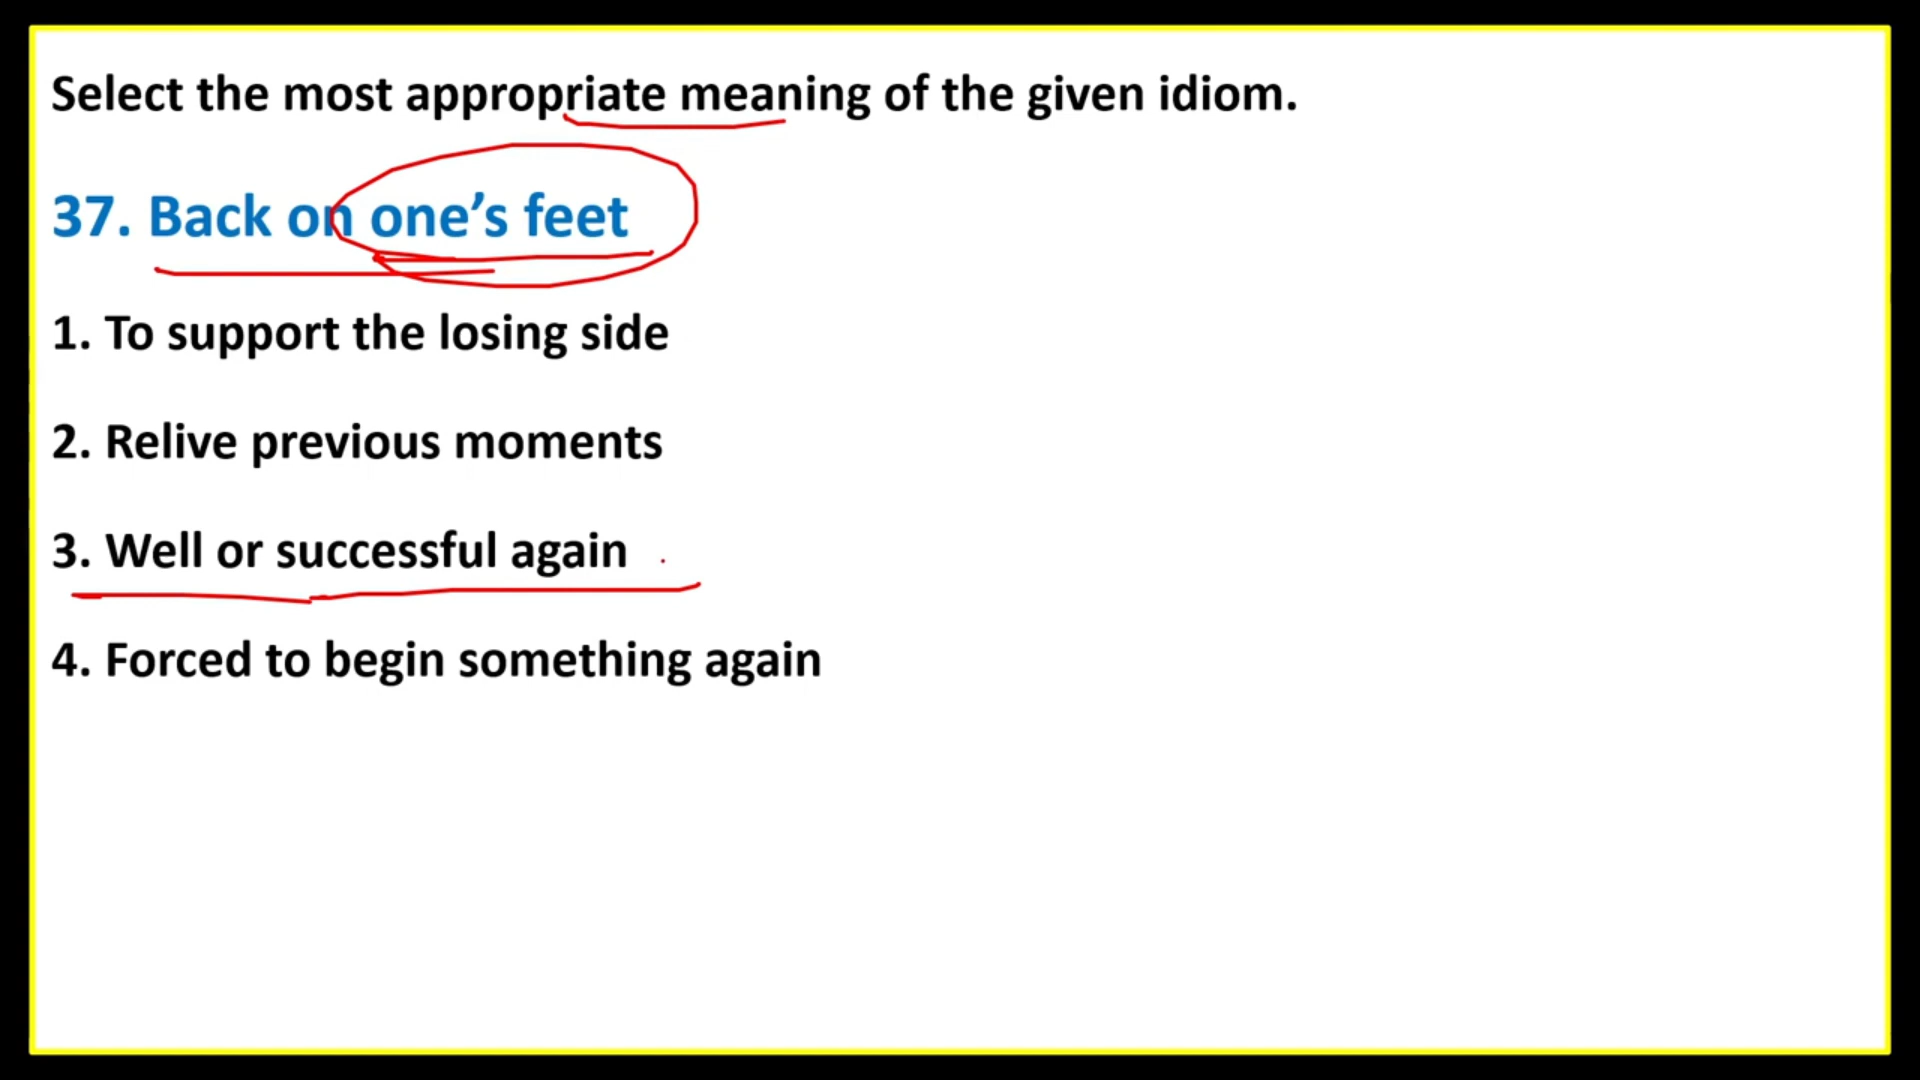 Select the most appropriate meaning of the given idiom.
37. Back on one’s feet
1. To support the losing side
2. Relive previous moments
3. Well or successful again
4. Forced to begin something again